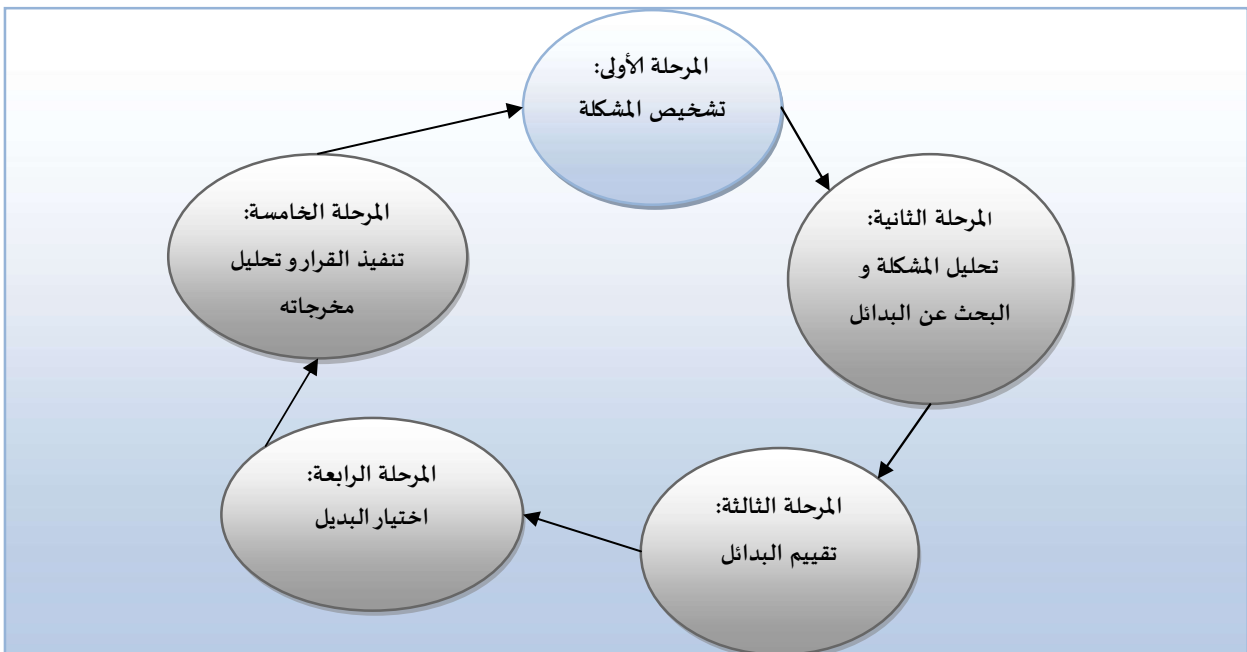 المرحلة الأولى:
تشخيص المشكلة
المرحلة الثانية:
تحليل المشكلة و
البحث عن البدائل
المرحلة الثالثة:
تقييم البدائل
المرحلة الرابعة:
اختيار البديل
المرحلة الخامسة:
تنفيذ القرار و تحليل
مخرجاته